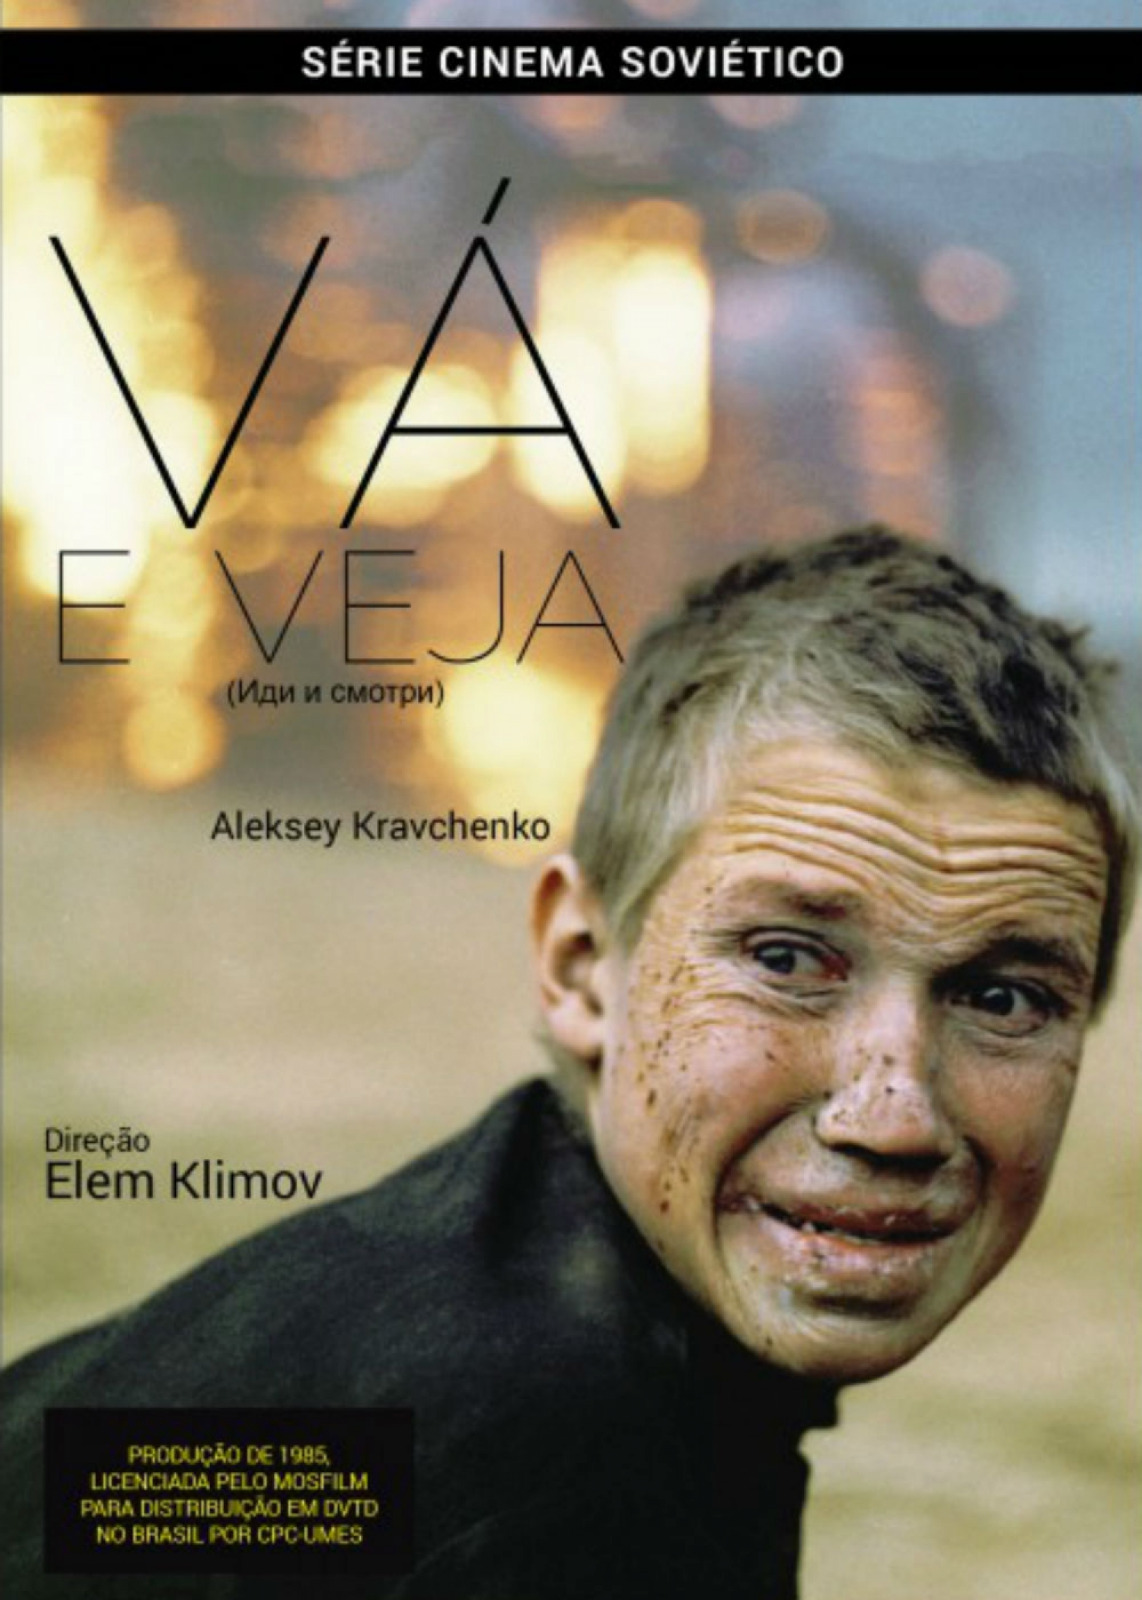 SÉRIE CINEMA SOVIÉTICO
VÁ
E VEJA
(Иди и смотри)
Aleksey Kravchenko
Direção
Elem Klimov
PRODUÇÃO DE 1985,
LICENCIADA PELO MOSFILM
PARA DISTRIBUIÇÃO EM DVTD
NO BRASIL POR CPC-UMES